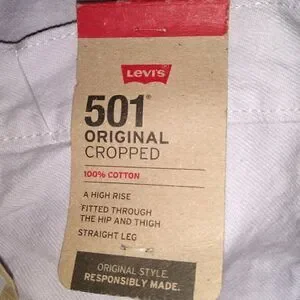 Levi's
501®
ORIGINAL
CROPPED
100% COTTON
A HIGH RISE
FITTED THROUGH
THE HIP AND THIGH
STRAIGHT LEG
ORIGINAL STYLE.
RESPONSIBLY MADE.